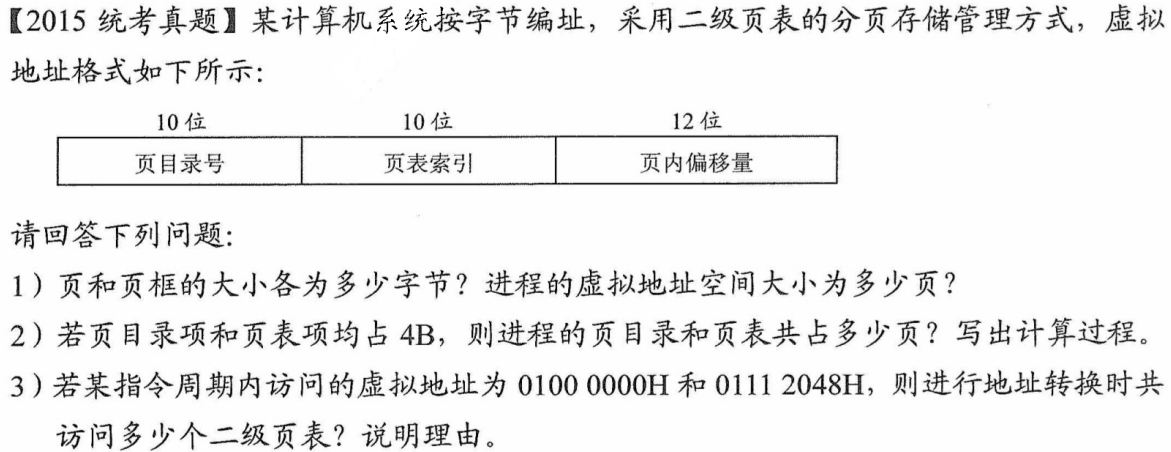 【2015 统考真题】某计算机系统按字节编址，采用二级页表的分页存储管理方式，虚拟
地址格式如下所示：
10 位 10 位 12 位
页目录号 页表索引 页内偏移量
请回答下列问题：
1）页和页框的大小各为多少字节？进程的虚拟地址空间大小为多少页？
2）若页目录项和页表项均占 4B，则进程的页目录和页表共占多少页？写出计算过程。
3）若某指令周期内访问的虚拟地址为 0100 0000H 和 0111 2048H，则进行地址转换时共
访问多少个二级页表？说明理由。